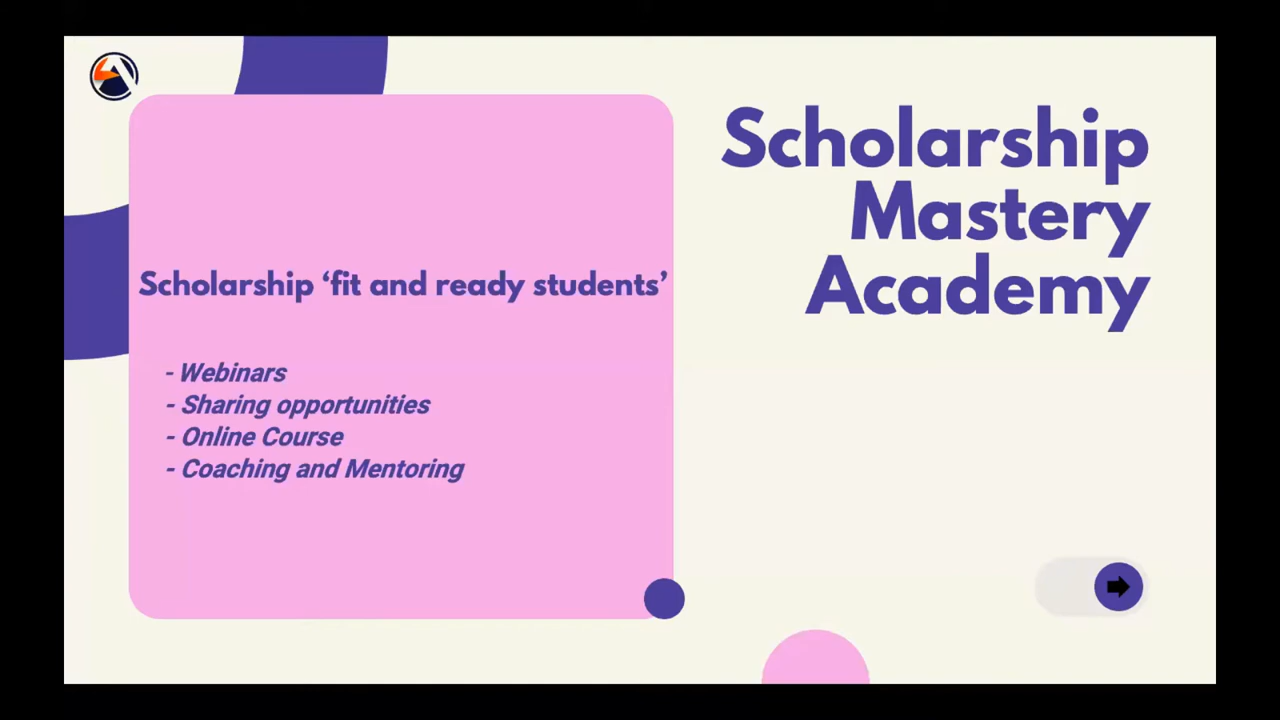 Scholarship
Mastery
Academy
Scholarship ‘fit and ready students’
- Webinars
- Sharing opportunities
- Online Course
- Coaching and Mentoring